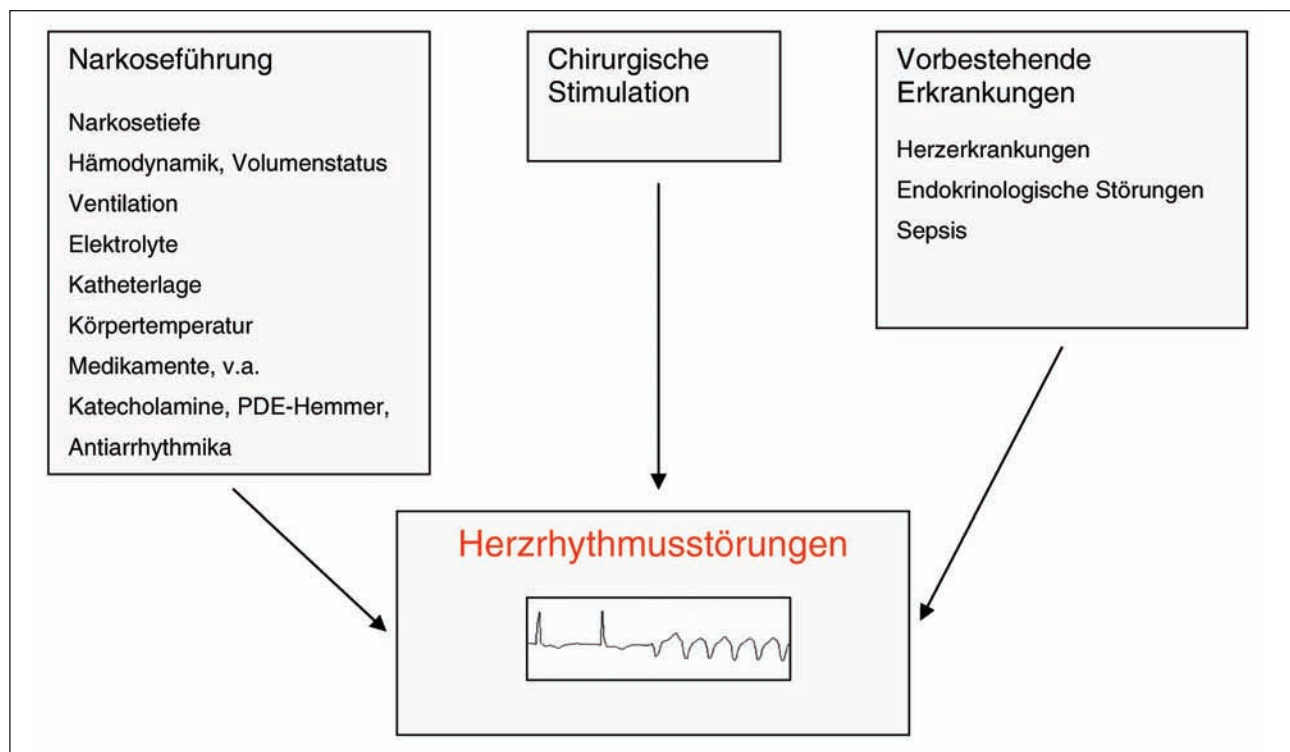 Narkoseführung
Narkosetiefe
Hämodynamik, Volumenstatus
Ventilation
Elektrolyte
Katheterlage
Körpertemperatur
Medikamente, v.a.
Katecholamine, PDE-Hemmer,
Antiarrhythmika
Chirurgische
Stimulation
Vorbestehende
Erkrankungen
Herzerkrankungen
Endokrinologische Störungen
Sepsis
Herzrhythmusstörungen